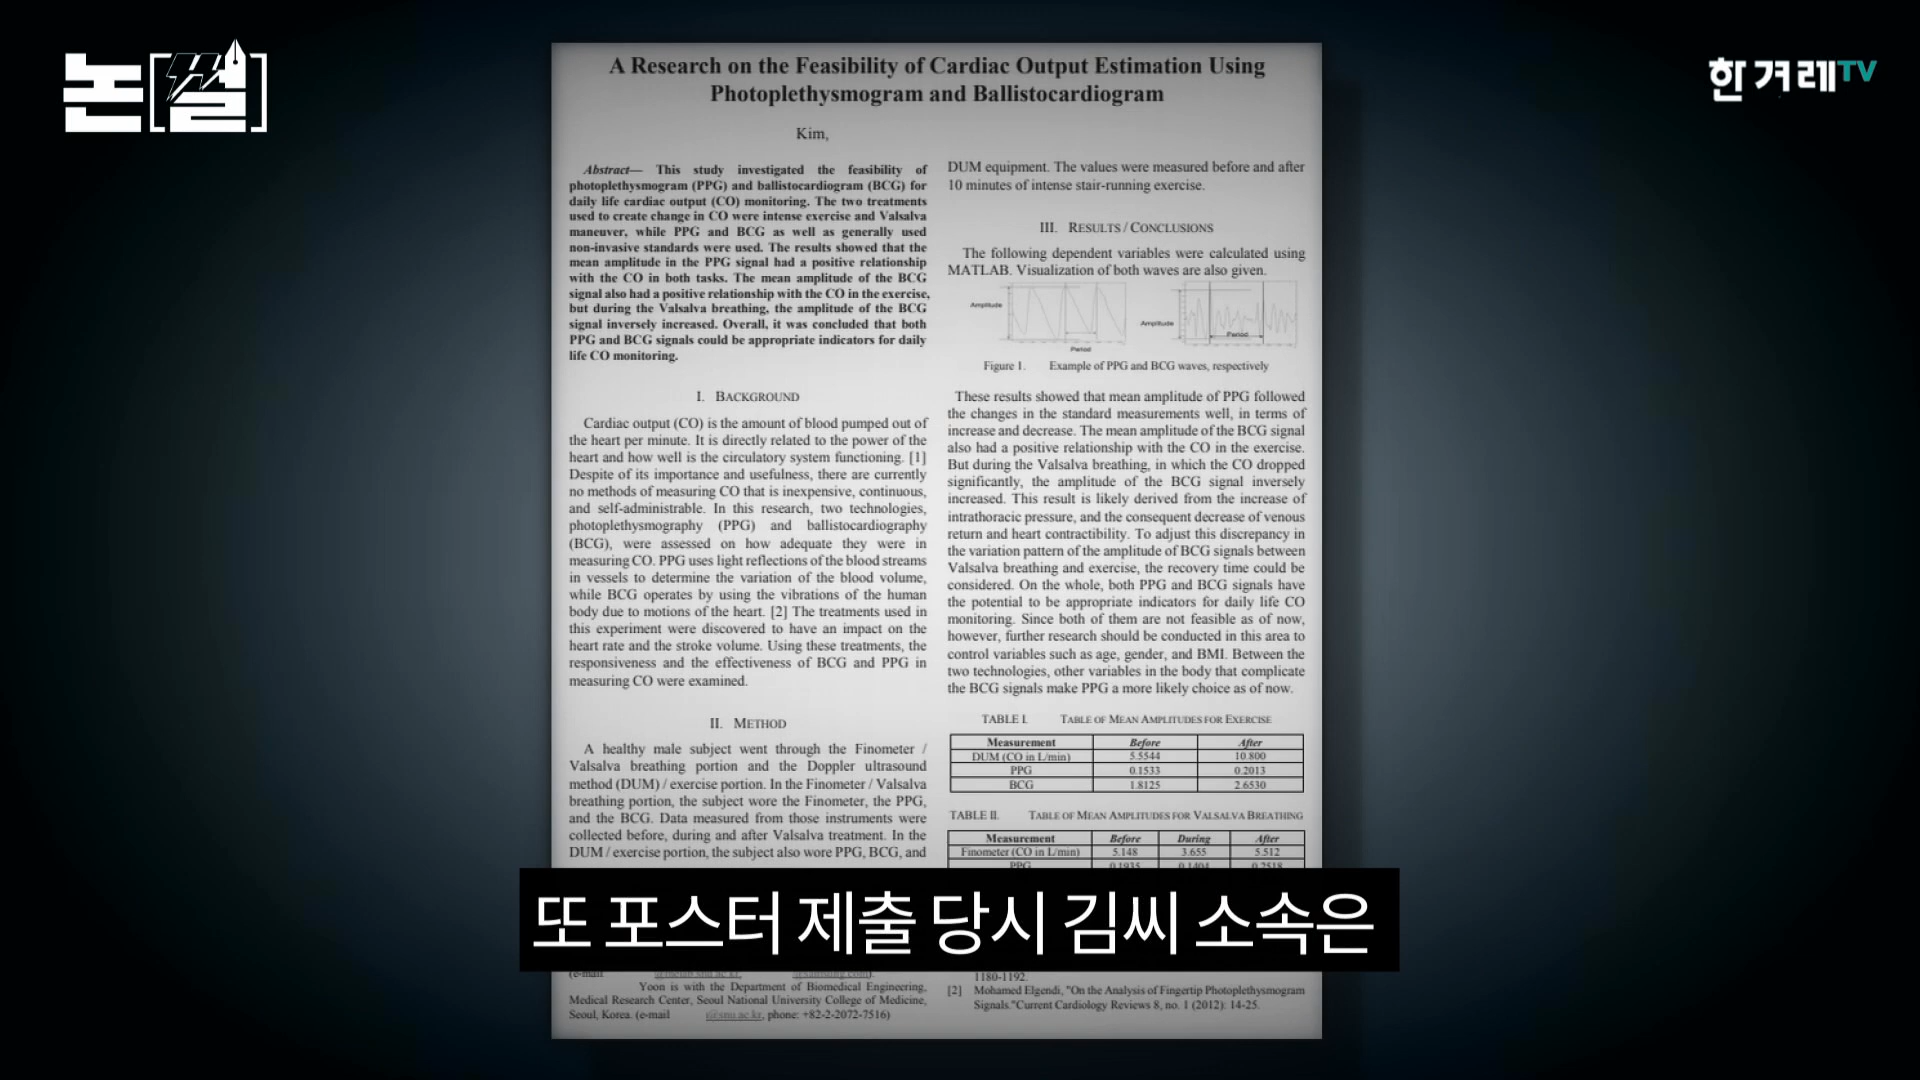 논[썰]
한겨레TV
A Research on the Feasibility of Cardiac Output Estimation Using
Photoplethysmogram and Ballistocardiogram
Kim,
Abstract— This study investigated the feasibility of
photoplethysmogram (PPG) and ballistocardiogram (BCG) for
daily life cardiac output (CO) monitoring. The two treatments
used to create change in CO were intense exercise and Valsalva
maneuver, while PPG and BCG as well as generally used
non-invasive standards were used. The results showed that the
mean amplitude in the PPG signal had a positive relationship
with the CO in both tasks. The mean amplitude of the BCG
signal also had a positive relationship with the CO in the exercise,
but during the Valsalva breathing, the amplitude of the BCG
signal inversely increased. Overall, it was concluded that both
PPG and BCG signals could be appropriate indicators for daily
life CO monitoring.
I. BACKGROUND
Cardiac output (CO) is the amount of blood pumped out of
the heart per minute. It is directly related to the power of the
heart and how well is the circulatory system functioning. [1]
Despite of its importance and usefulness, there are currently
no methods of measuring CO that is inexpensive, continuous,
and self-administrable. In this research, two technologies,
photoplethysmography (PPG) and ballistocardiography
(BCG), were assessed on how adequate they were in
measuring CO. PPG uses light reflections of the blood streams
in vessels to determine the variation of the blood volume,
while BCG operates by using the vibrations of the human
body due to motions of the heart. [2] The treatments used in
this experiment were discovered to have an impact on the
heart rate and the stroke volume. Using these treatments, the
responsiveness and the effectiveness of BCG and PPG in
measuring CO were examined.
II. METHOD
A healthy male subject went through the Finometer /
Valsalva breathing portion and the Doppler ultrasound
method (DUM) / exercise portion. In the Finometer / Valsalva
breathing portion, the subject wore the Finometer, the PPG,
and the BCG. Data measured from those instruments were
collected before, during and after Valsalva treatment. In the
DUM / exercise portion, the subject also wore PPG, BCG, and
(e-mail
Yoon is with the Department of Biomedical Engineering,
Medical Research Center, Seoul National University College of Medicine,
Seoul, Korea. (e-mail @snu.ac.kr, phone: +82-2-2072-7516)
DUM equipment. The values were measured before and after
10 minutes of intense stair-running exercise.
III. RESULTS / CONCLUSIONS
The following dependent variables were calculated using
MATLAB. Visualization of both waves are also given.
Amplitude
Period
Amplitude
Period
Figure 1. Example of PPG and BCG waves, respectively
These results showed that mean amplitude of PPG followed
the changes in the standard measurements well, in terms of
increase and decrease. The mean amplitude of the BCG signal
also had a positive relationship with the CO in the exercise.
But during the Valsalva breathing, in which the CO dropped
significantly, the amplitude of the BCG signal inversely
increased. This result is likely derived from the increase of
intrathoracic pressure, and the consequent decrease of venous
return and heart contractibility. To adjust this discrepancy in
the variation pattern of the amplitude of BCG signals between
Valsalva breathing and exercise, the recovery time could be
considered. On the whole, both PPG and BCG signals have
the potential to be appropriate indicators for daily life CO
monitoring. Since both of them are not feasible as of now,
however, further research should be conducted in this area to
control variables such as age, gender, and BMI. Between the
two technologies, other variables in the body that complicate
the BCG signals make PPG a more likely choice as of now.
TABLE I. TABLE OF MEAN AMPLITUDES FOR EXERCISE
Measurement Before After
DUM (CO in L/min) 5.5544 10.800
PPG 0.1533 0.2013
BCG 1.8125 2.6530
TABLE II. TABLE OF MEAN AMPLITUDES FOR VALSALVA BREATHING
Measurement Before During After
Finometer (CO in L/min) 5.148 3.655 5.512
PPG 0.1935 0.1404 0.2518
1180-1192.
[2] Mohamed Elgendi, "On the Analysis of Fingertip Photoplethysmogram
Signals."Current Cardiology Reviews 8, no. 1 (2012): 14-25.
또 포스터 제출 당시 김씨 소속은